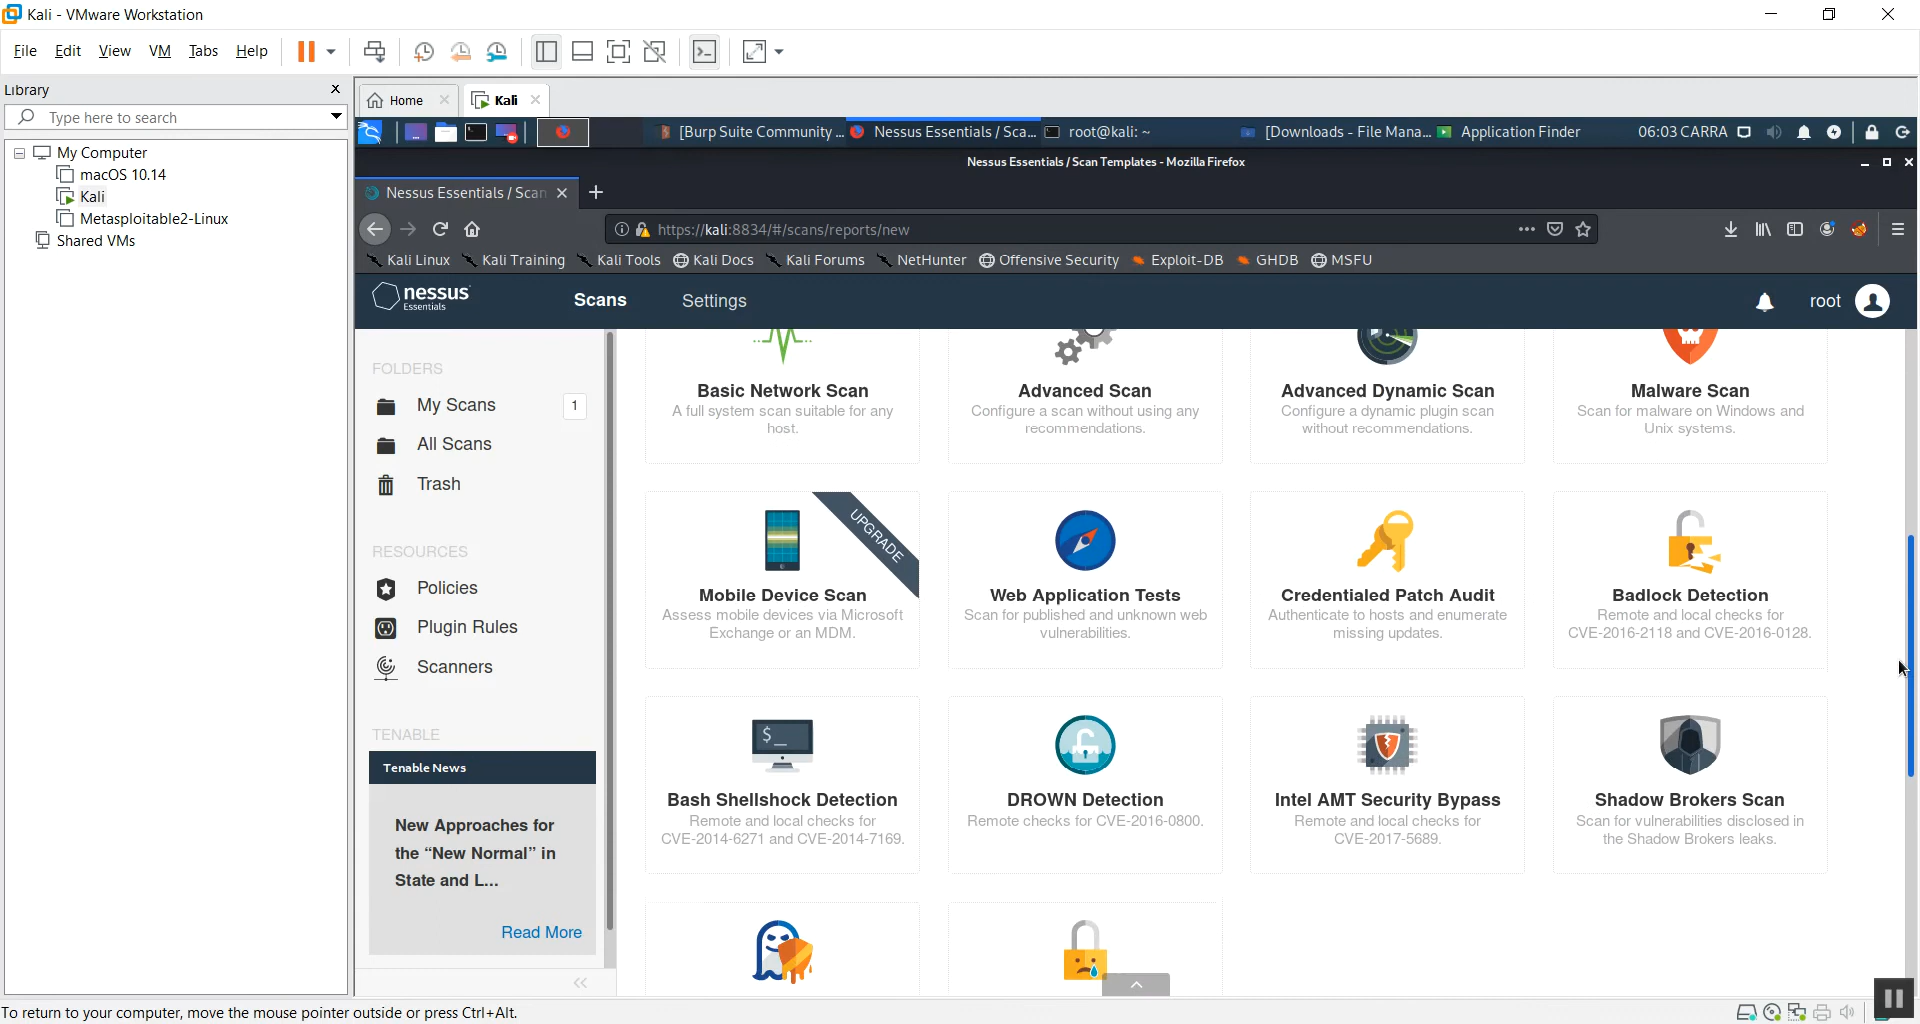 Kali - VMware Workstation
File Edit View VM Tabs Help
Library
Type here to search
My Computer
macOS 10.14
Kali
Metasploitable2-Linux
Shared VMs
Home
Kali
[Burp Suite Community ...
Nessus Essentials / Sca...
root@kali: ~
[Downloads - File Mana...
Application Finder
06:03 CARRA
Nessus Essentials / Scan Templates - Mozilla Firefox
Nessus Essentials / Scan
https://kali:8834/#/scans/reports/new
Kali Linux Kali Training Kali Tools Kali Docs Kali Forums NetHunter Offensive Security Exploit-DB GHDB MSFU
nessus
Essentials
Scans
Settings
root
FOLDERS
My Scans 1
All Scans
Trash
RESOURCES
Policies
Plugin Rules
Scanners
TENABLE
Tenable News
New Approaches for
the “New Normal” in
State and L...
Read More
Basic Network Scan
A full system scan suitable for any
host.
Advanced Scan
Configure a scan without using any
recommendations.
Advanced Dynamic Scan
Configure a dynamic plugin scan
without recommendations.
Malware Scan
Scan for malware on Windows and
Unix systems.
UPGRADE
Mobile Device Scan
Assess mobile devices via Microsoft
Exchange or an MDM.
Web Application Tests
Scan for published and unknown web
vulnerabilities.
Credentialed Patch Audit
Authenticate to hosts and enumerate
missing updates.
Badlock Detection
Remote and local checks for
CVE-2016-2118 and CVE-2016-0128.
$_
Bash Shellshock Detection
Remote and local checks for
CVE-2014-6271 and CVE-2014-7169.
DROWN Detection
Remote checks for CVE-2016-0800.
Intel AMT Security Bypass
Remote and local checks for
CVE-2017-5689.
Shadow Brokers Scan
Scan for vulnerabilities disclosed in
the Shadow Brokers leaks.
To return to your computer, move the mouse pointer outside or press Ctrl+Alt.